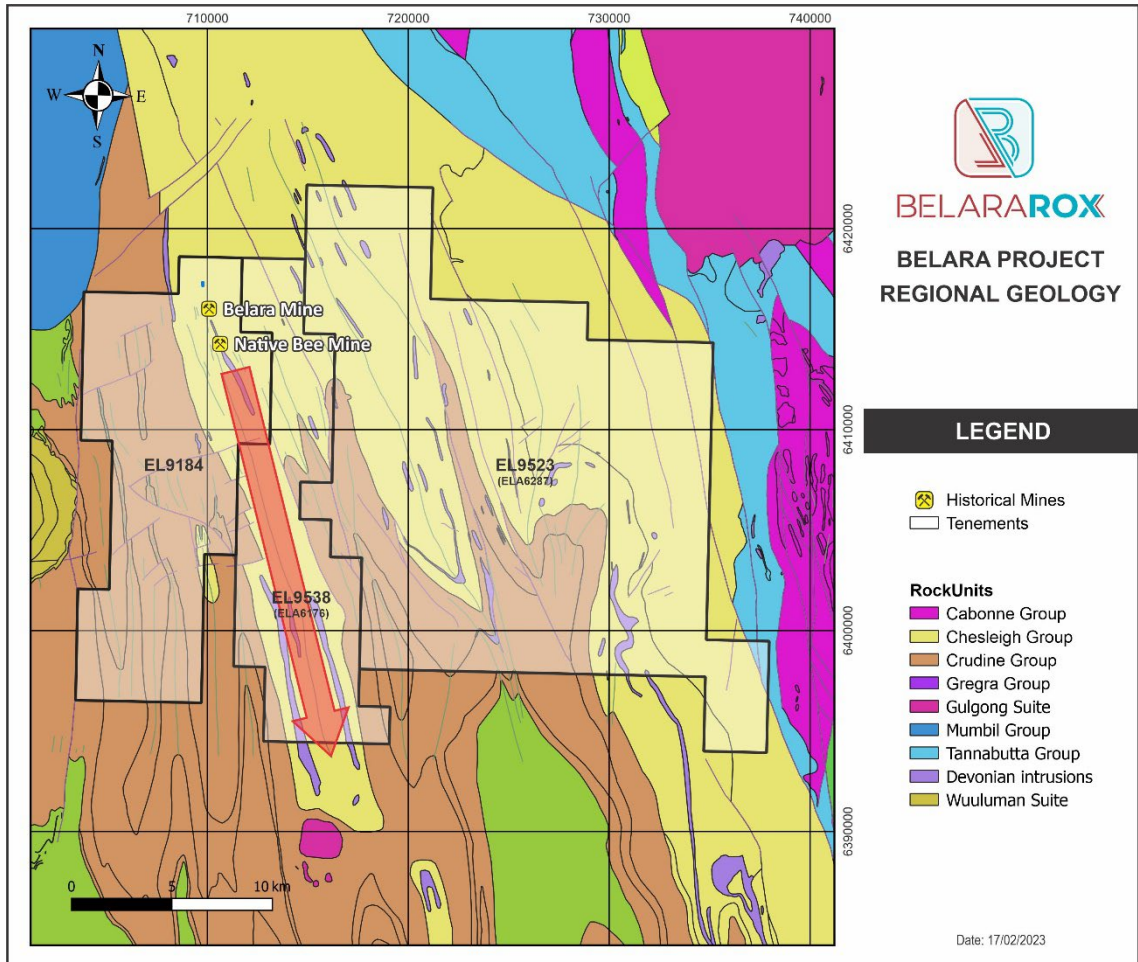 710000
720000
730000
740000
N
W
E
S
6420000
6410000
6400000
6390000
Belara Mine
Native Bee Mine
EL9184
EL9523
(ELA6287)
EL9538
(ELA6176)
0
5
10 km
BELARAROX
BELARA PROJECT
REGIONAL GEOLOGY
LEGEND
Historical Mines
Tenements
RockUnits
Cabonne Group
Chesleigh Group
Crudine Group
Gregra Group
Gulgong Suite
Mumbil Group
Tannabutta Group
Devonian intrusions
Wuuluman Suite
Date: 17/02/2023